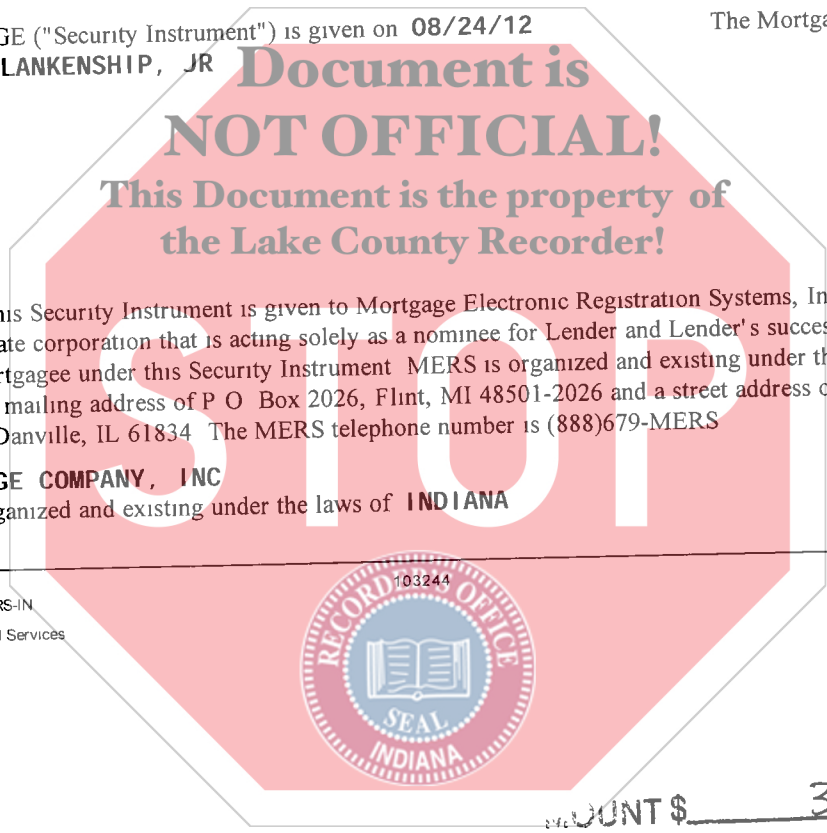 GE ("Security Instrument") is given on 08/24/12 The Mortga
LANKENSHIP, JR
Document is
NOT OFFICIAL!
This Document is the property of
the Lake County Recorder!
his Security Instrument is given to Mortgage Electronic Registration Systems, In
ate corporation that is acting solely as a nominee for Lender and Lender's succes
rtgagee under this Security Instrument MERS is organized and existing under th
mailing address of P O Box 2026, Flint, MI 48501-2026 and a street address o
Danville, IL 61834 The MERS telephone number is (888)679-MERS
STOP
GE COMPANY, INC
ganized and existing under the laws of INDIANA
103244
RS-IN
l Services
RECORDER'S OFFICE
SEAL
INDIANA
OUNT $ 3